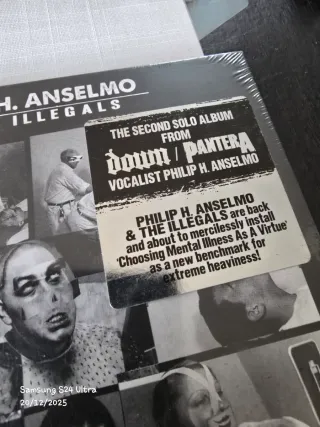 H. ANSELMO
ILLEGALS
THE SECOND SOLO ALBUM
FROM
down / PANTERA
VOCALIST PHILIP H. ANSELMO
PHILIP H. ANSELMO
& THE ILLEGALS are back
and about to mercilessly install
'Choosing Mental Illness As A Virtue'
as a new benchmark for
extreme heaviness!
Samsung S24 Ultra
29/12/2025